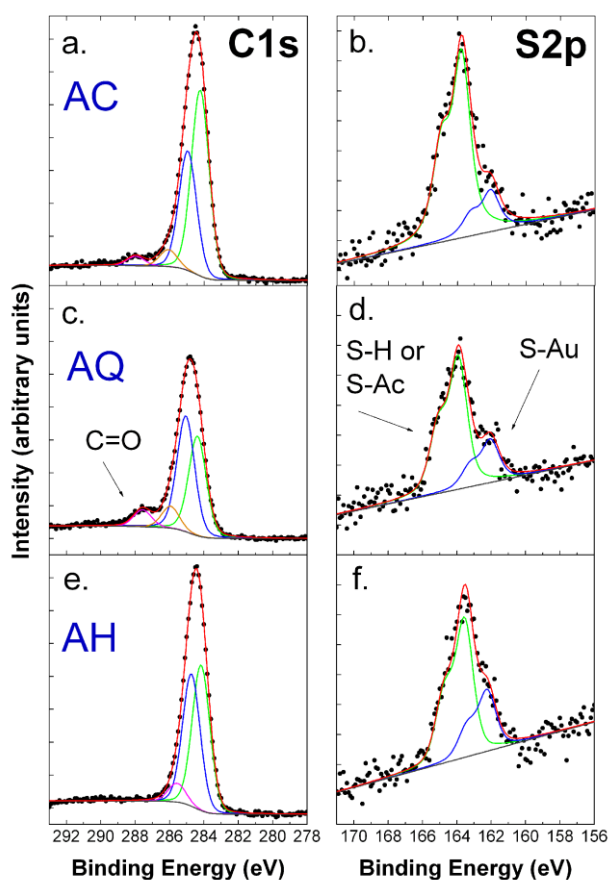 a.
C1s
AC
b.
S2p
c.
AQ
C=O
d.
S-H or
S-Ac
S-Au
e.
AH
f.
Intensity (arbitrary units)
292 290 288 286 284 282 280 278
170 168 166 164 162 160 158 156
Binding Energy (eV)
Binding Energy (eV)